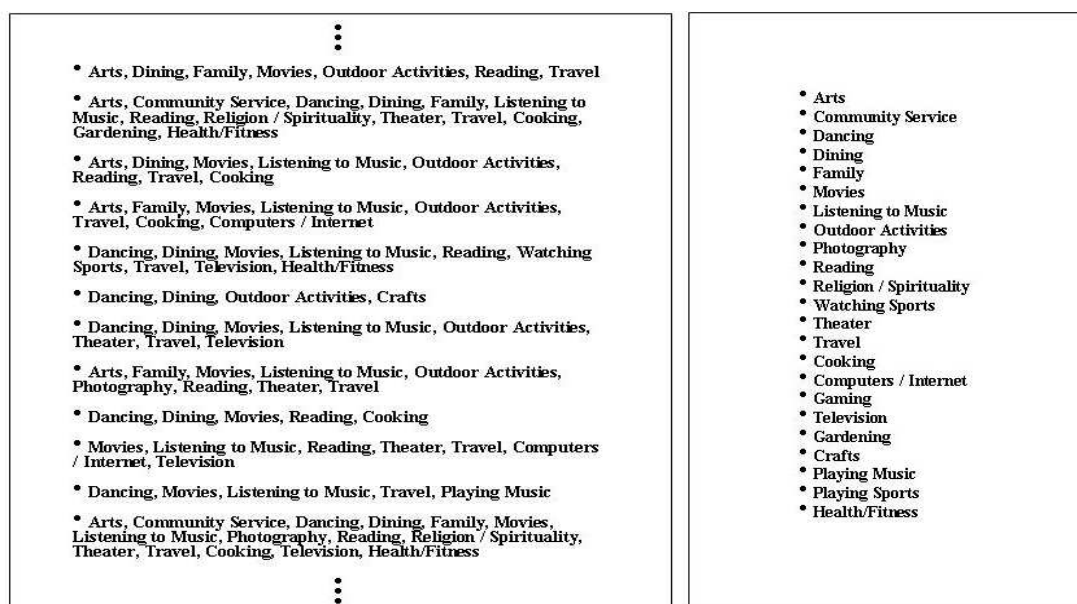 • Arts, Dining, Family, Movies, Outdoor Activities, Reading, Travel
• Arts, Community Service, Dancing, Dining, Family, Listening to
Music, Reading, Religion / Spirituality, Theater, Travel, Cooking,
Gardening, Health/Fitness
• Arts, Dining, Movies, Listening to Music, Outdoor Activities,
Reading, Travel, Cooking
• Arts, Family, Movies, Listening to Music, Outdoor Activities,
Travel, Cooking, Computers / Internet
• Dancing, Dining, Movies, Listening to Music, Reading, Watching
Sports, Travel, Television, Health/Fitness
• Dancing, Dining, Outdoor Activities, Crafts
• Dancing, Dining, Movies, Listening to Music, Outdoor Activities,
Theater, Travel, Television
• Arts, Family, Movies, Listening to Music, Outdoor Activities,
Photography, Reading, Theater, Travel
• Dancing, Dining, Movies, Reading, Cooking
• Movies, Listening to Music, Reading, Theater, Travel, Computers
/ Internet, Television
• Dancing, Movies, Listening to Music, Travel, Playing Music
• Arts, Community Service, Dancing, Dining, Family, Movies,
Listening to Music, Photography, Reading, Religion / Spirituality,
Theater, Travel, Cooking, Television, Health/Fitness
• Arts
• Community Service
• Dancing
• Dining
• Family
• Movies
• Listening to Music
• Outdoor Activities
• Photography
• Reading
• Religion / Spirituality
• Watching Sports
• Theater
• Travel
• Cooking
• Computers / Internet
• Gaming
• Television
• Gardening
• Crafts
• Playing Music
• Playing Sports
• Health/Fitness